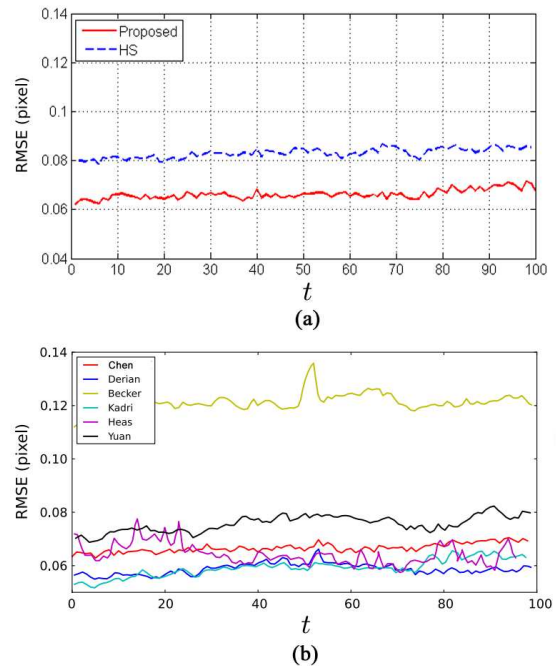 0.14
0.12
0.1
0.08
0.06
0.04
RMSE (pixel)
Proposed
HS
0 10 20 30 40 50 60 70 80 90 100
t
(a)
0.14
0.12
0.10
0.08
0.06
RMSE (pixel)
Chen
Derian
Becker
Kadri
Heas
Yuan
0 20 40 60 80 100
t
(b)